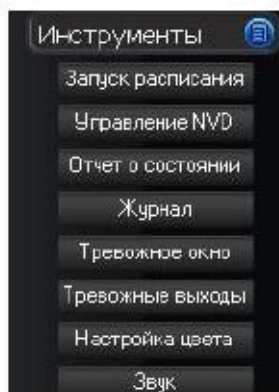 Инструменты
Запуск расписания
Управление NVD
Отчет о состоянии
Журнал
Тревожное окно
Тревожные выходы
Настройка цвета
Звук